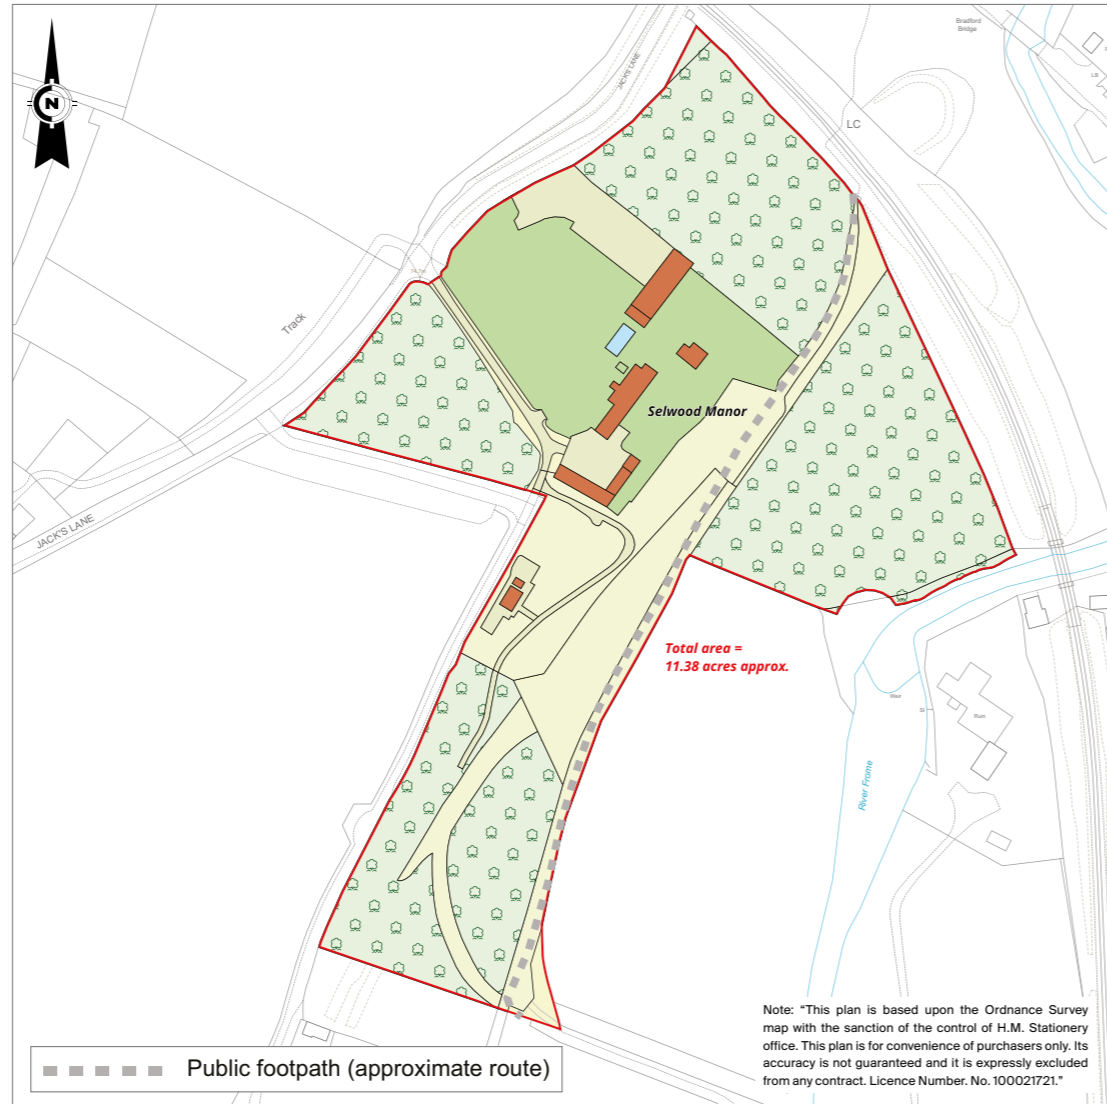 Bradford
Bridge
JACK'S LANE
LB
LC
N
Track
Selwood Manor
JACK'S LANE
Total area =
11.38 acres approx.
Weir
Sl
Ruin
River Frome
Note: “This plan is based upon the Ordnance Survey
map with the sanction of the control of H.M. Stationery
office. This plan is for convenience of purchasers only. Its
accuracy is not guaranteed and it is expressly excluded
from any contract. Licence Number. No. 100021721.”
Public footpath (approximate route)